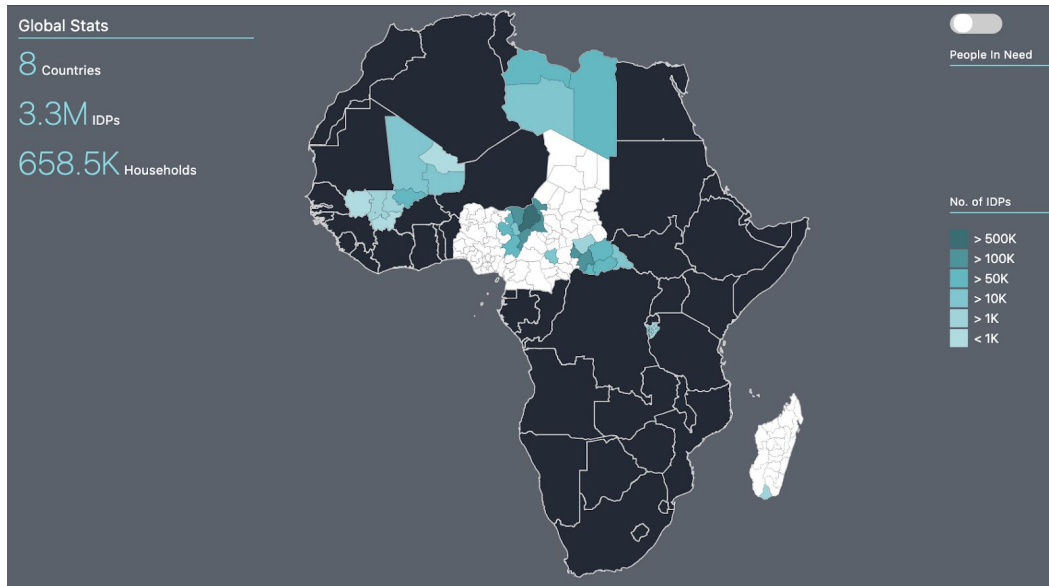 Global Stats
8 Countries
3.3M IDPs
658.5K Households
People In Need
No. of IDPs
> 500K
> 100K
> 50K
> 10K
> 1K
< 1K